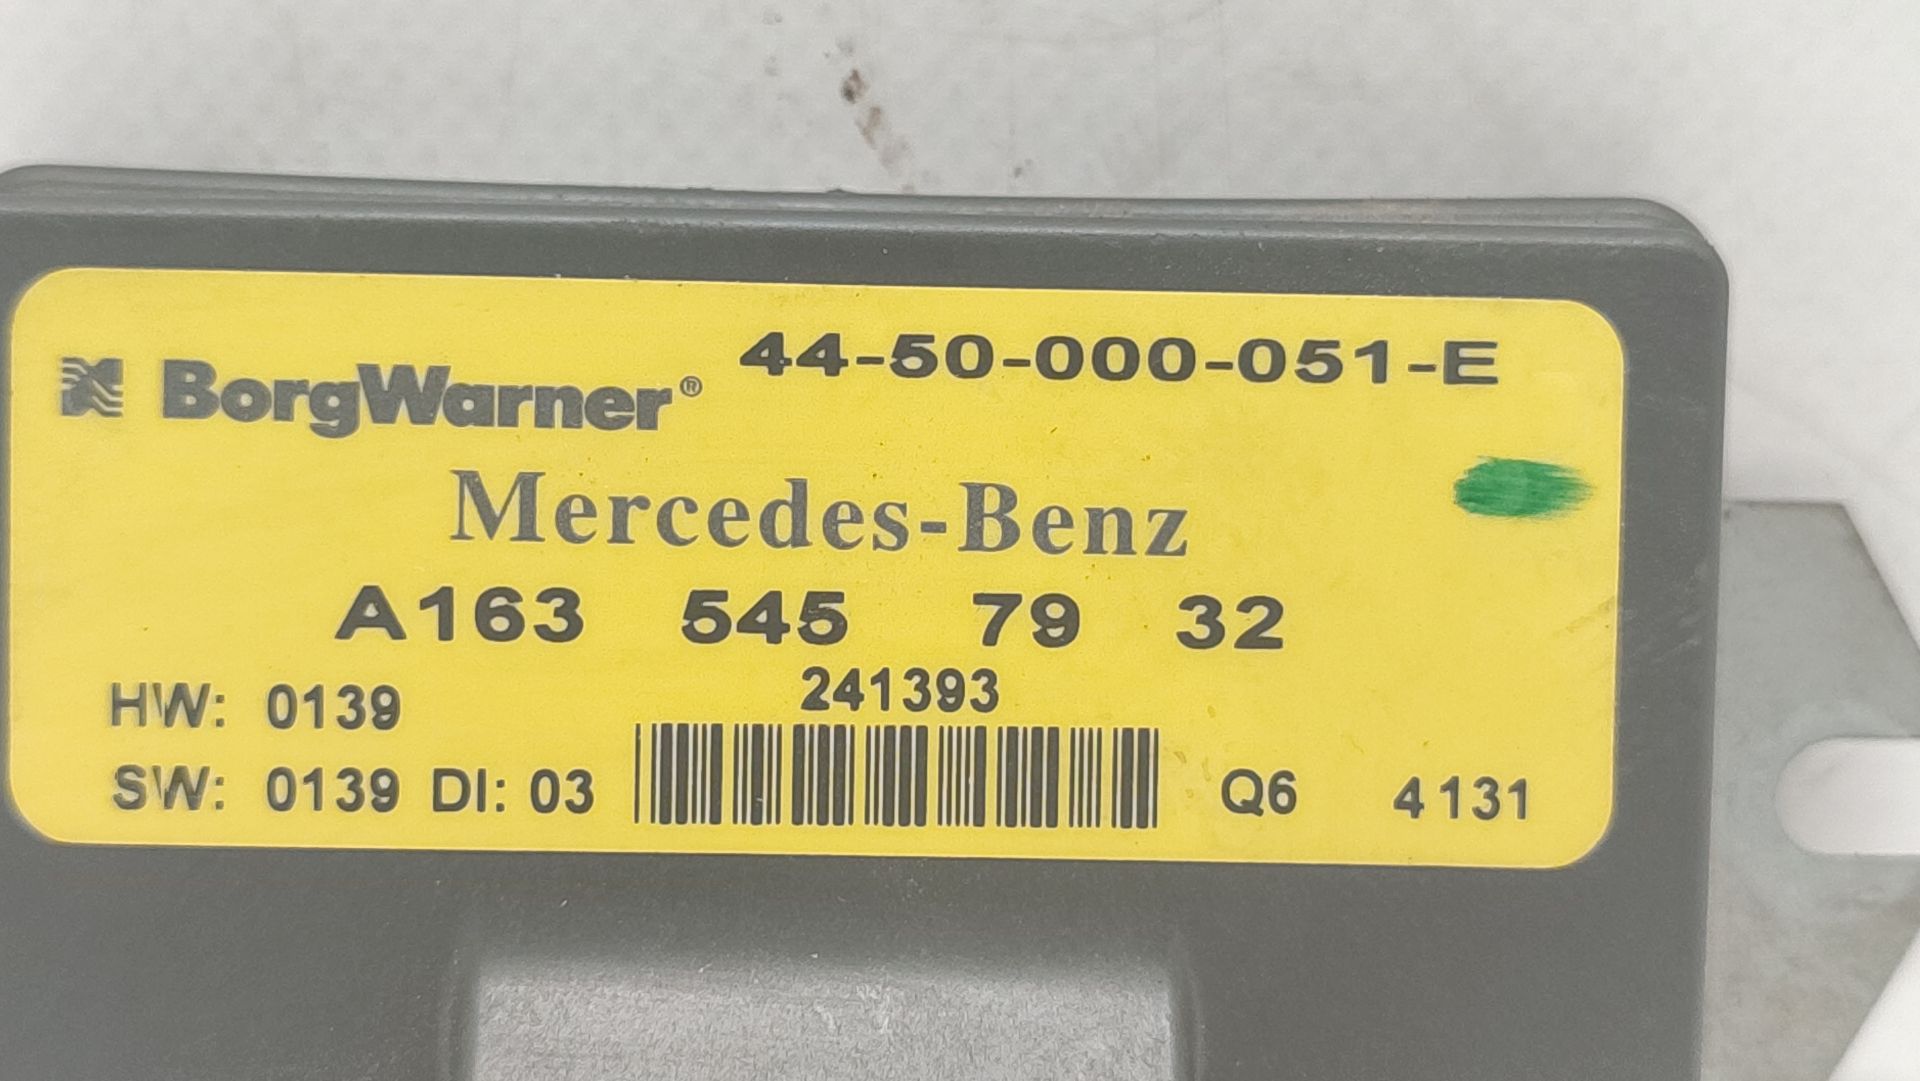 BorgWarner® 44-50-000-051-E
Mercedes-Benz
A163 545 79 32
HW: 0139 241393
SW: 0139 DI: 03 Q6 4131